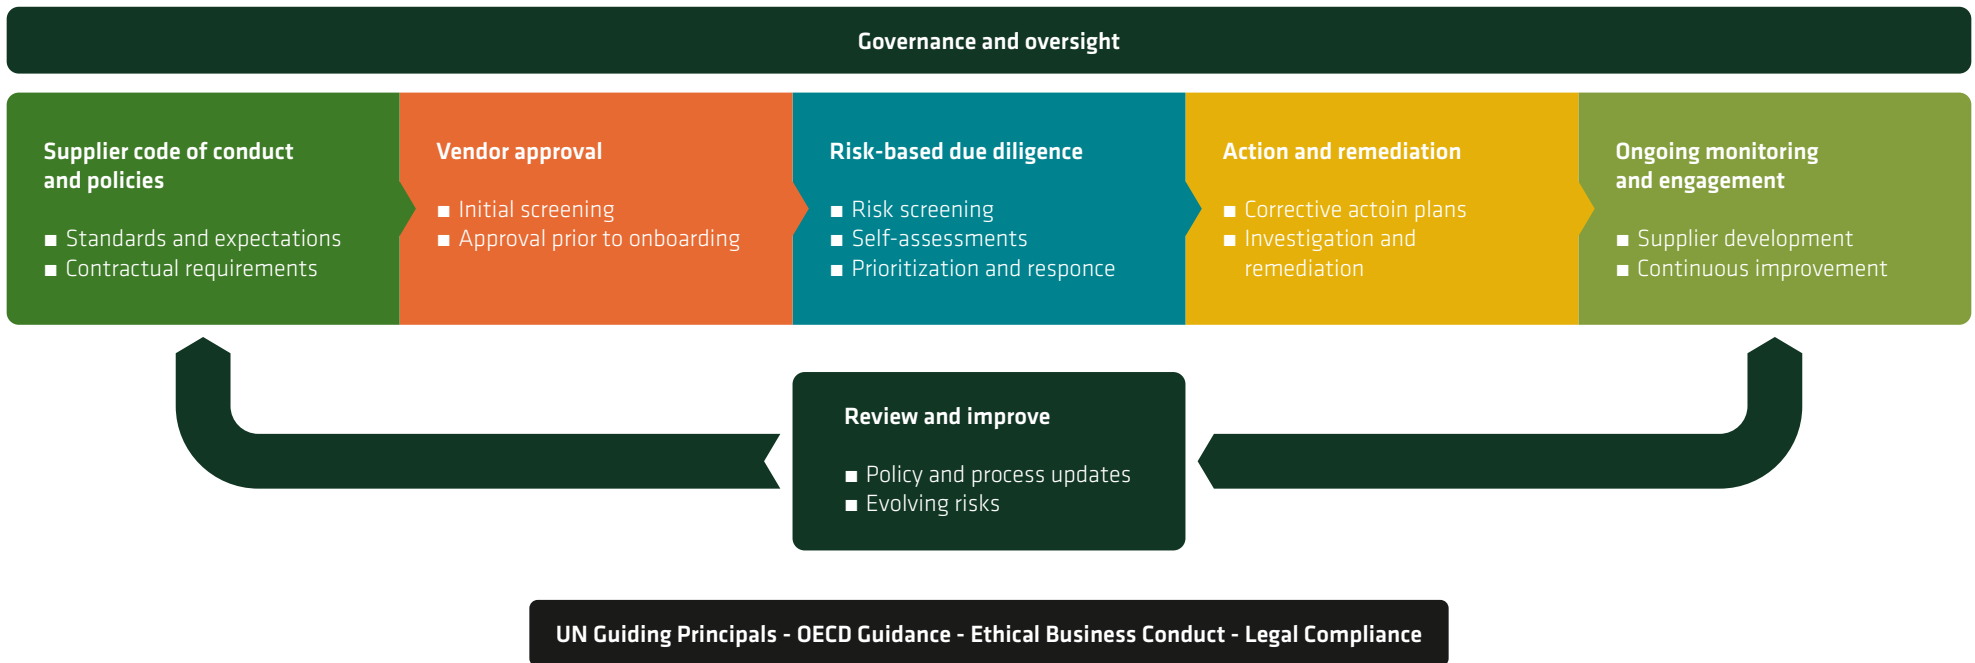 Governance and oversight
Supplier code of conduct
and policies
■ Standards and expectations
■ Contractual requirements
Vendor approval
■ Initial screening
■ Approval prior to onboarding
Risk-based due diligence
■ Risk screening
■ Self-assessments
■ Prioritization and responce
Action and remediation
■ Corrective actoin plans
■ Investigation and
remediation
Ongoing monitoring
and engagement
■ Supplier development
■ Continuous improvement
Review and improve
■ Policy and process updates
■ Evolving risks
UN Guiding Principals - OECD Guidance - Ethical Business Conduct - Legal Compliance